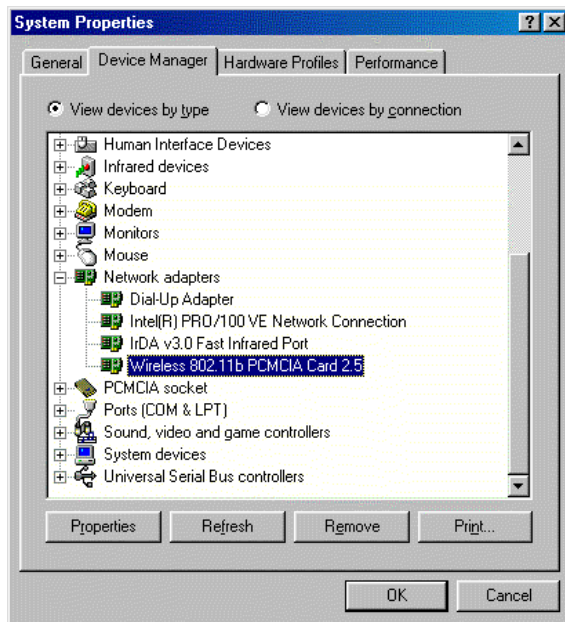 System Properties
General Device Manager Hardware Profiles Performance
View devices by type View devices by connection
Human Interface Devices
Infrared devices
Keyboard
Modem
Monitors
Mouse
Network adapters
Dial-Up Adapter
Intel(R) PRO/100 VE Network Connection
IrDA v3.0 Fast Infrared Port
Wireless 802.11b PCMCIA Card 2.5
PCMCIA socket
Ports (COM & LPT)
Sound, video and game controllers
System devices
Universal Serial Bus controllers
Properties Refresh Remove Print...
OK Cancel